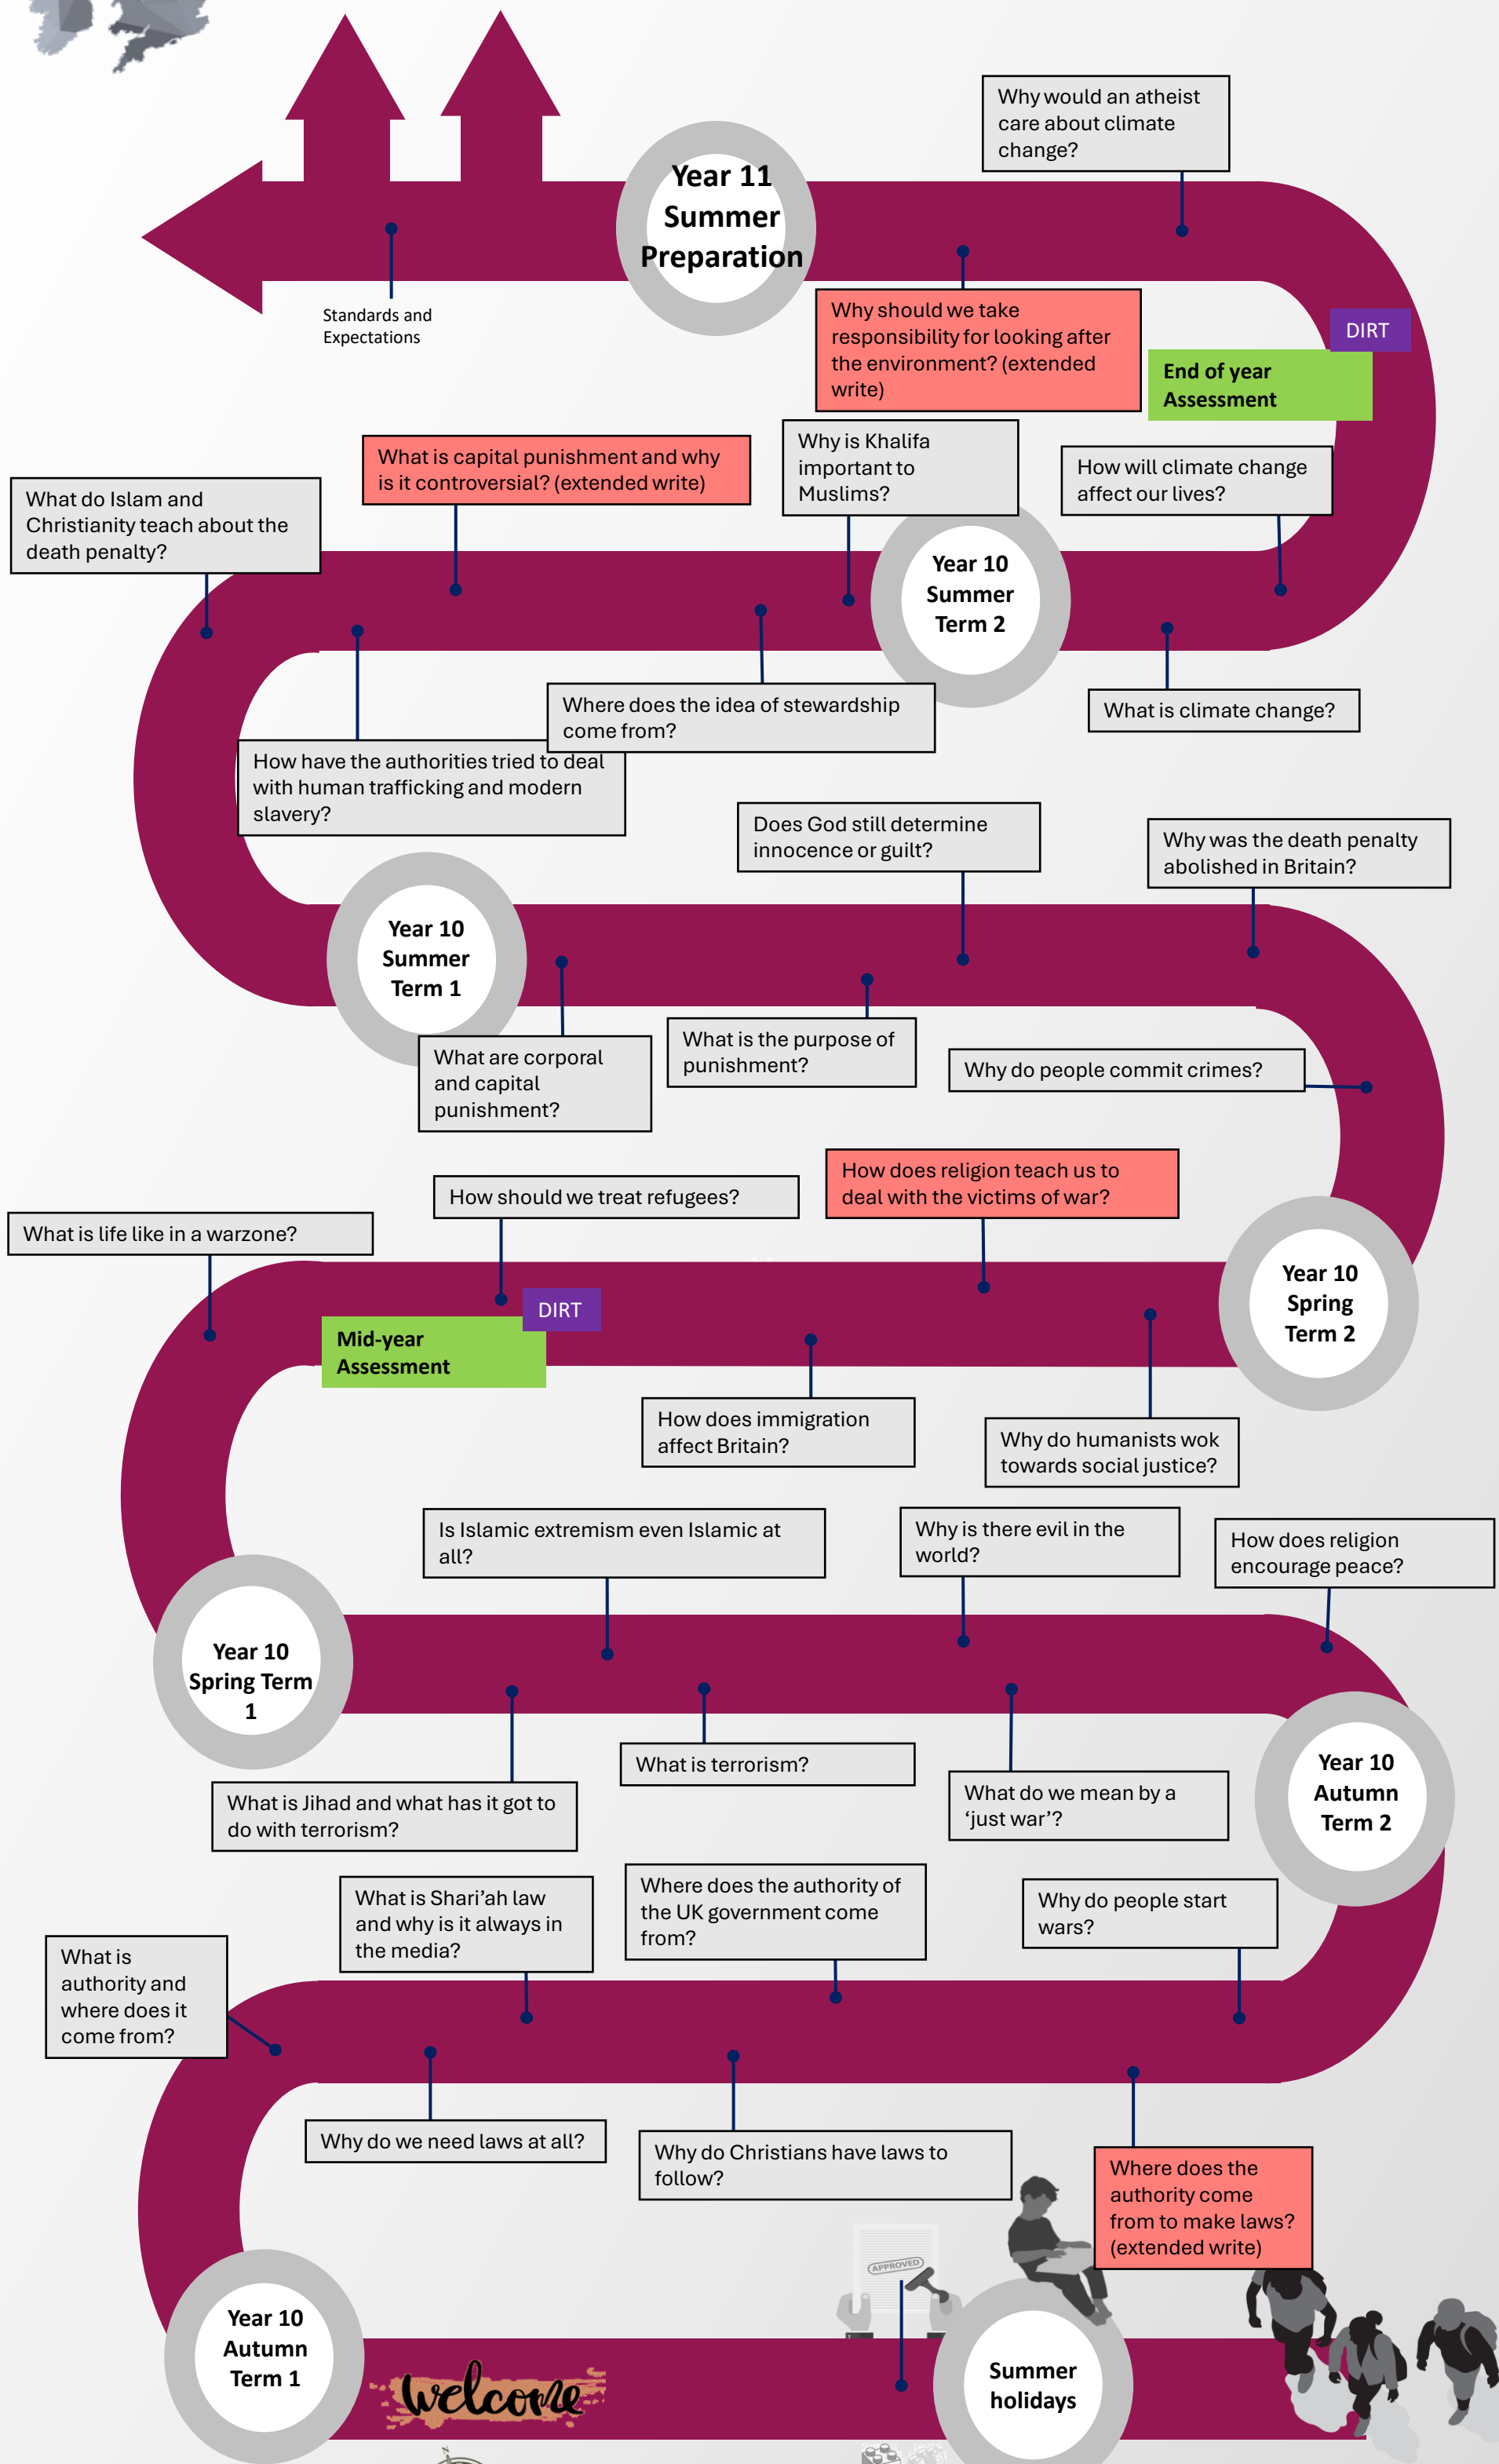 Why would an atheist
care about climate
change?
Year 11
Summer
Preparation
Standards and
Expectations
Why should we take
responsibility for looking after
the environment? (extended
write)
DIRT
End of year
Assessment
What is capital punishment and why
is it controversial? (extended write)
Why is Khalifa
important to
Muslims?
How will climate change
affect our lives?
What do Islam and
Christianity teach about the
death penalty?
Year 10
Summer
Term 2
Where does the idea of stewardship
come from?
What is climate change?
How have the authorities tried to deal
with human trafficking and modern
slavery?
Does God still determine
innocence or guilt?
Why was the death penalty
abolished in Britain?
Year 10
Summer
Term 1
What are corporal
and capital
punishment?
What is the purpose of
punishment?
Why do people commit crimes?
How does religion teach us to
deal with the victims of war?
How should we treat refugees?
What is life like in a warzone?
Year 10
Spring
Term 2
DIRT
Mid-year
Assessment
How does immigration
affect Britain?
Why do humanists wok
towards social justice?
Is Islamic extremism even Islamic at
all?
Why is there evil in the
world?
How does religion
encourage peace?
Year 10
Spring Term
1
What is terrorism?
What is Jihad and what has it got to
do with terrorism?
What do we mean by a
‘just war’?
Year 10
Autumn
Term 2
What is Shari’ah law
and why is it always in
the media?
Where does the authority of
the UK government come
from?
Why do people start
wars?
What is
authority and
where does it
come from?
Why do we need laws at all?
Why do Christians have laws to
follow?
Where does the
authority come
from to make laws?
(extended write)
APPROVED
Year 10
Autumn
Term 1
welcome
Summer
holidays